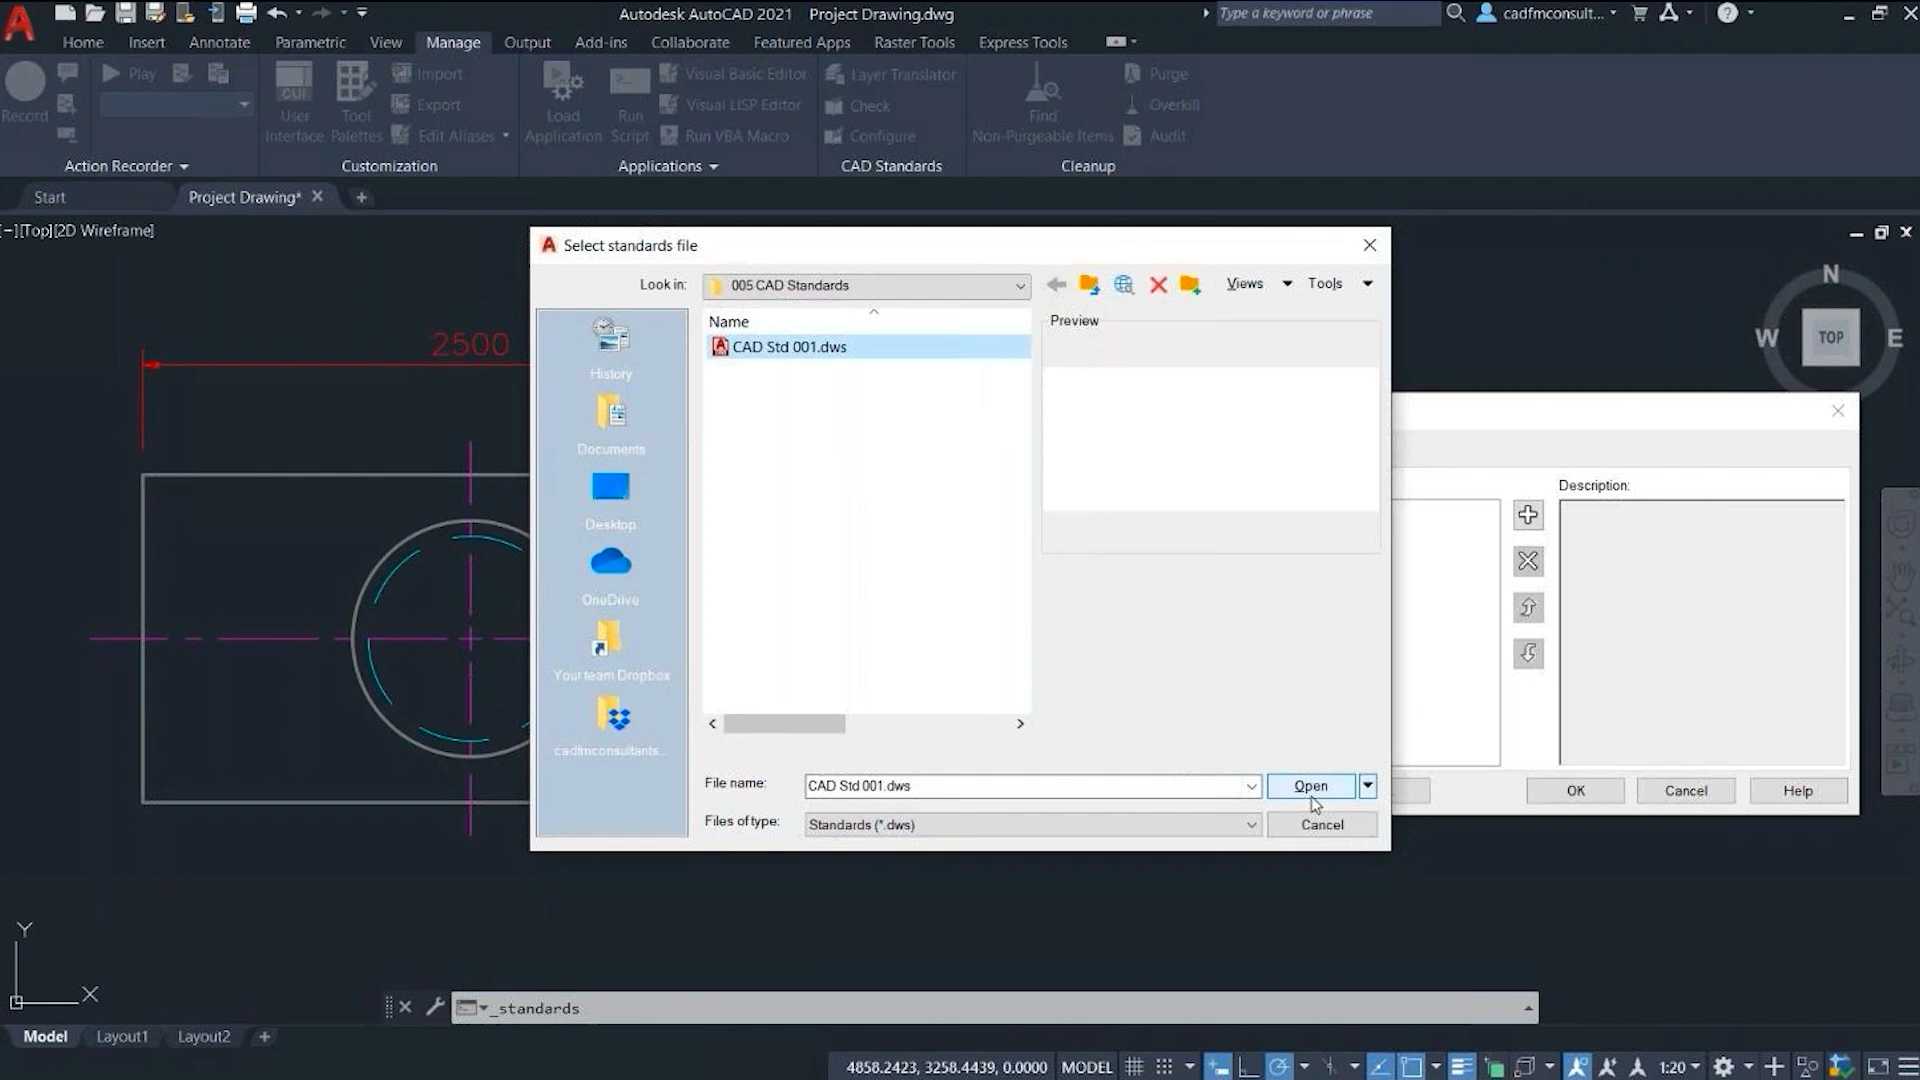 Autodesk AutoCAD 2021 Project Drawing.dwg
Type a keyword or phrase
cadfmconsult...
Home Insert Annotate Parametric View Manage Output Add-ins Collaborate Featured Apps Raster Tools Express Tools
Record
Play
Action Recorder
CUI
User Interface
Tool Palettes
Import
Export
Edit Aliases
Customization
Load Application
Run Script
Visual Basic Editor
Visual LISP Editor
Run VBA Macro
Applications
Layer Translator
Check
Configure
CAD Standards
Find
Non-Purgeable Items
Purge
Overkill
Audit
Cleanup
Start
Project Drawing*
[−][Top][2D Wireframe]
2500
N
W
TOP
E
Select standards file
Look in:
005 CAD Standards
Views
Tools
Name
CAD Std 001.dws
Preview
History
Documents
Desktop
OneDrive
Your team Dropbox
cadfmconsultants...
File name:
CAD Std 001.dws
Open
Files of type:
Standards (*.dws)
Cancel
Description:
OK
Cancel
Help
Y
X
_standards
Model
Layout1
Layout2
4858.2423, 3258.4439, 0.0000
MODEL
1:20